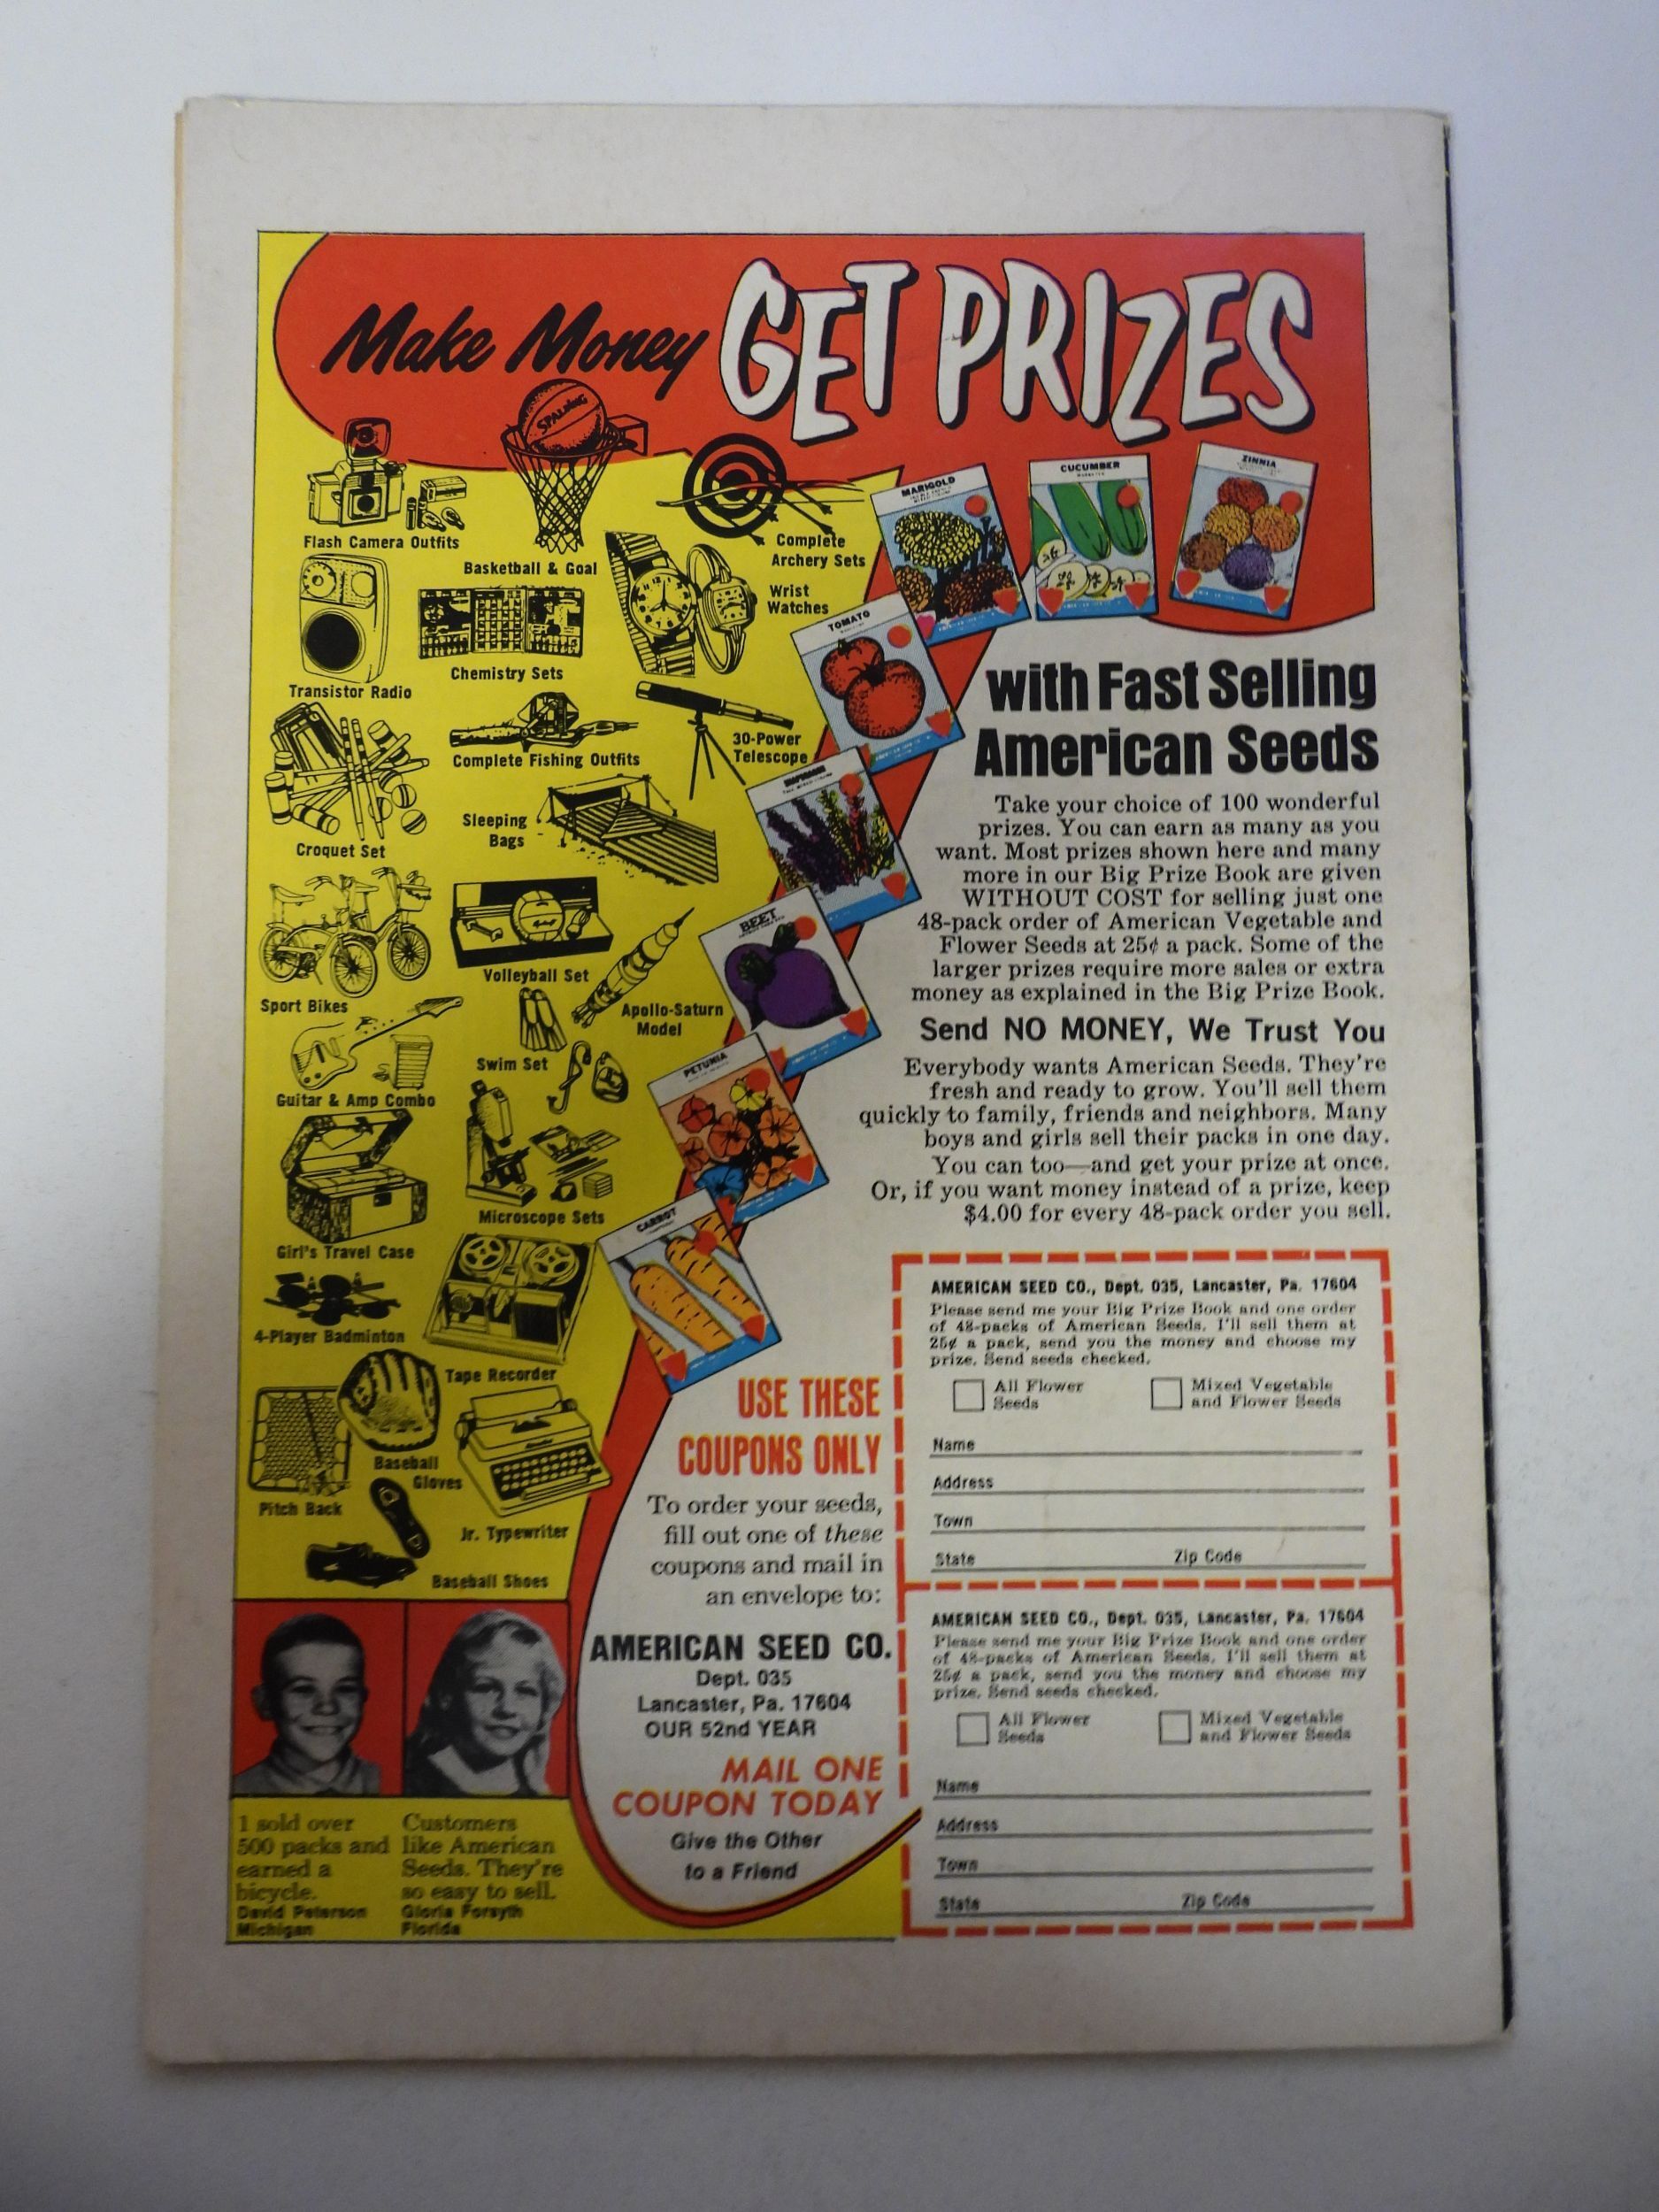 Make Money GET PRIZES
SPALDING
Flash Camera Outfits
Basketball & Goal
Complete
Archery Sets
Wrist
Watches
Transistor Radio
Chemistry Sets
30-Power
Telescope
Complete Fishing Outfits
Croquet Set
Sleeping
Bags
Sport Bikes
Volleyball Set
Apollo-Saturn
Model
Swim Set
Guitar & Amp Combo
Microscope Sets
Girl's Travel Case
4-Player Badminton
Tape Recorder
Baseball
Gloves
Pitch Back
Jr. Typewriter
Baseball Shoes
MARIGOLD
CUCUMBER
ZINNIA
TOMATO
BEET
PETUNIA
CARROT
with Fast Selling
American Seeds
Take your choice of 100 wonderful
prizes. You can earn as many as you
want. Most prizes shown here and many
more in our Big Prize Book are given
WITHOUT COST for selling just one
48-pack order of American Vegetable and
Flower Seeds at 25¢ a pack. Some of the
larger prizes require more sales or extra
money as explained in the Big Prize Book.
Send NO MONEY, We Trust You
Everybody wants American Seeds. They're
fresh and ready to grow. You'll sell them
quickly to family, friends and neighbors. Many
boys and girls sell their packs in one day.
You can too—and get your prize at once.
Or, if you want money instead of a prize, keep
$4.00 for every 48-pack order you sell.
USE THESE
COUPONS ONLY
To order your seeds,
fill out one of these
coupons and mail in
an envelope to:
AMERICAN SEED CO.
Dept. 035
Lancaster, Pa. 17604
OUR 52nd YEAR
MAIL ONE
COUPON TODAY
Give the Other
to a Friend
AMERICAN SEED CO., Dept. 035, Lancaster, Pa. 17604
Please send me your Big Prize Book and one order
of 48-packs of American Seeds. I'll sell them at
25¢ a pack, send you the money and choose my
prize. Send seeds checked.
All Flower
Seeds
Mixed Vegetable
and Flower Seeds
Name
Address
Town
State Zip Code
AMERICAN SEED CO., Dept. 035, Lancaster, Pa. 17604
Please send me your Big Prize Book and one order
of 48-packs of American Seeds. I'll sell them at
25¢ a pack, send you the money and choose my
prize. Send seeds checked.
All Flower
Seeds
Mixed Vegetable
and Flower Seeds
Name
Address
Town
State Zip Code
I sold over
500 packs and
earned a
bicycle.
David Peterson
Michigan
Customers
like American
Seeds. They're
so easy to sell.
Gloria Forsyth
Florida